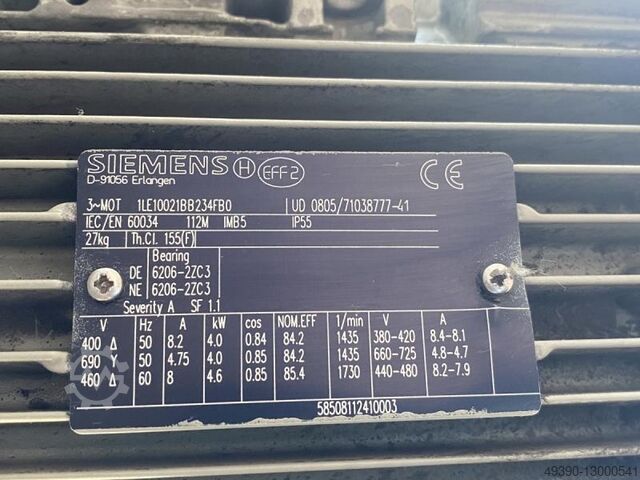 SIEMENS H EFF2 CE
D-91056 Erlangen
3~MOT 1LE10021BB234FB0 UD 0805/71038777-41
IEC/EN 60034 112M IMB5 IP55
27kg Th.Cl. 155(F)
Bearing
DE 6206-2ZC3
NE 6206-2ZC3
Severity A SF 1.1
V Hz A kW cos NOM.EFF 1/min V A
400 Δ 50 8.2 4.0 0.84 84.2 1435 380-420 8.4-8.1
690 Y 50 4.75 4.0 0.85 84.2 1435 660-725 4.8-4.7
460 Δ 60 8 4.6 0.85 85.4 1730 440-480 8.2-7.9
58508112410003
49390-13000541